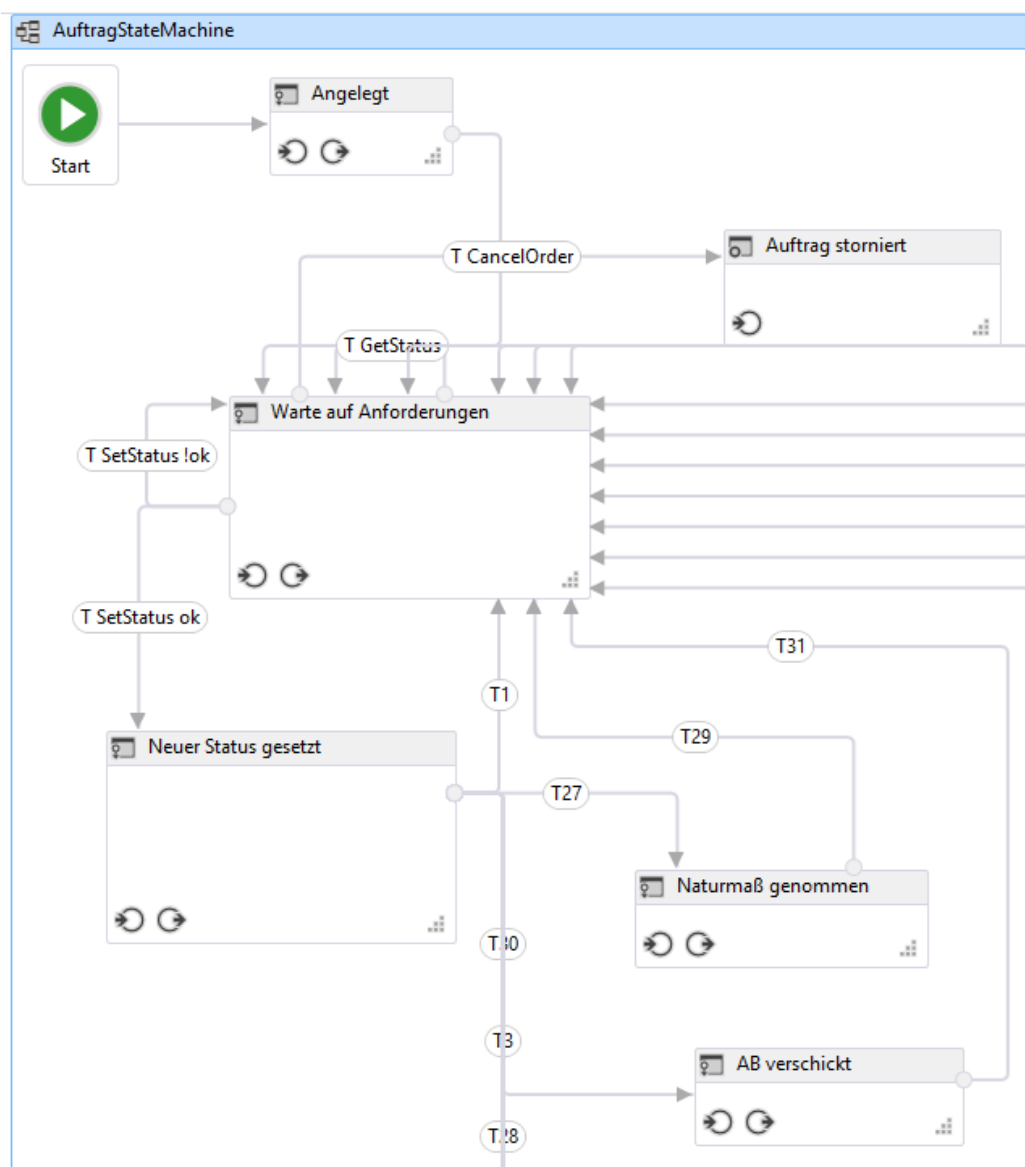 AuftragStateMachine
Angelegt
Start
T CancelOrder
Auftrag storniert
T GetStatus
Warte auf Anforderungen
T SetStatus !ok
T SetStatus ok
T31
T1
T29
Neuer Status gesetzt
T27
Naturmaß genommen
T30
T3
AB verschickt
T28